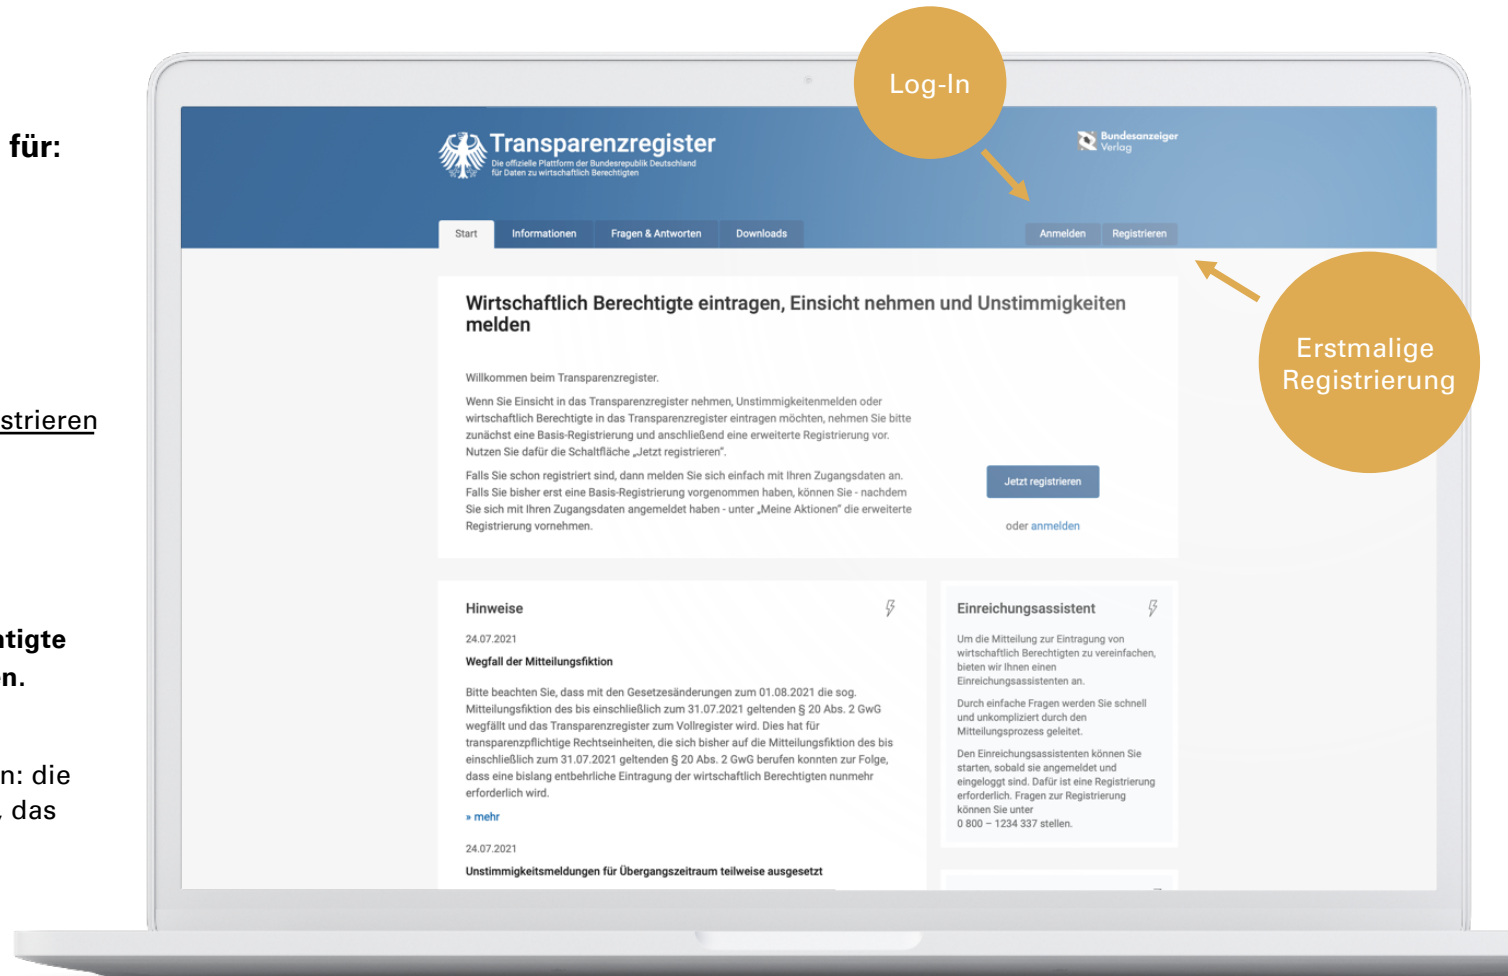 für:
strieren
en.
n: die
, das
Log-In
Erstmalige
Registrierung
Transparenzregister
Die offizielle Plattform der Bundesrepublik Deutschland
für Daten zu wirtschaftlich Berechtigten
Bundesanzeiger
Verlag
Start Informationen Fragen & Antworten Downloads Anmelden Registrieren
Wirtschaftlich Berechtigte eintragen, Einsicht nehmen und Unstimmigkeiten
melden
Willkommen beim Transparenzregister.
Wenn Sie Einsicht in das Transparenzregister nehmen, Unstimmigkeitenmelden oder
wirtschaftlich Berechtigte in das Transparenzregister eintragen möchten, nehmen Sie bitte
zunächst eine Basis-Registrierung und anschließend eine erweiterte Registrierung vor.
Nutzen Sie dafür die Schaltfläche „Jetzt registrieren".
Falls Sie schon registriert sind, dann melden Sie sich einfach mit Ihren Zugangsdaten an.
Falls Sie bisher erst eine Basis-Registrierung vorgenommen haben, können Sie - nachdem
Sie sich mit Ihren Zugangsdaten angemeldet haben - unter „Meine Aktionen" die erweiterte
Registrierung vornehmen.
Jetzt registrieren
oder anmelden
Hinweise
24.07.2021
Wegfall der Mitteilungsfiktion
Bitte beachten Sie, dass mit den Gesetzesänderungen zum 01.08.2021 die sog.
Mitteilungsfiktion des bis einschließlich zum 31.07.2021 geltenden § 20 Abs. 2 GwG
wegfällt und das Transparenzregister zum Vollregister wird. Dies hat für
transparenzpflichtige Rechtseinheiten, die sich bisher auf die Mitteilungsfiktion des bis
einschließlich zum 31.07.2021 geltenden § 20 Abs. 2 GwG berufen konnten zur Folge,
dass eine bislang entbehrliche Eintragung der wirtschaftlich Berechtigten nunmehr
erforderlich wird.
» mehr
24.07.2021
Unstimmigkeitsmeldungen für Übergangszeitraum teilweise ausgesetzt
Einreichungsassistent
Um die Mitteilung zur Eintragung von
wirtschaftlich Berechtigten zu vereinfachen,
bieten wir Ihnen einen
Einreichungsassistenten an.
Durch einfache Fragen werden Sie schnell
und unkompliziert durch den
Mitteilungsprozess geleitet.
Den Einreichungsassistenten können Sie
starten, sobald sie angemeldet und
eingeloggt sind. Dafür ist eine Registrierung
erforderlich. Fragen zur Registrierung
können Sie unter
0 800 – 1234 337 stellen.